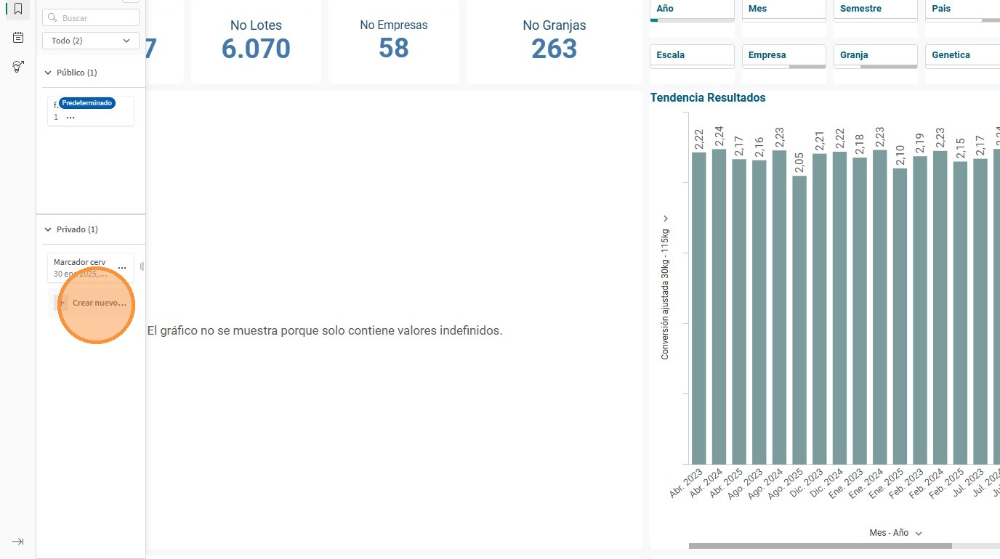 Buscar
Todo (2)
Público (1)
f.
Predeterminado
1 ...
Privado (1)
Marcador cerv ...
30 ene 2025,...
+ Crear nuevo...
7
No Lotes
6.070
No Empresas
58
No Granjas
263
Año
Mes
Semestre
Pais
Escala
Empresa
Granja
Genetica
El gráfico no se muestra porque solo contiene valores indefinidos.
Tendencia Resultados
Conversión ajustada 30kg - 115kg
2,22
2,24
2,17
2,16
2,23
2,05
2,21
2,22
2,18
2,23
2,10
2,19
2,23
2,15
2,17
Abr. 2023
Abr. 2024
Abr. 2025
Ago. 2023
Ago. 2024
Ago. 2025
Dic. 2023
Dic. 2024
Ene. 2023
Ene. 2024
Ene. 2025
Feb. 2023
Feb. 2024
Feb. 2025
Jul. 2023
Jul. 2024
Mes - Año